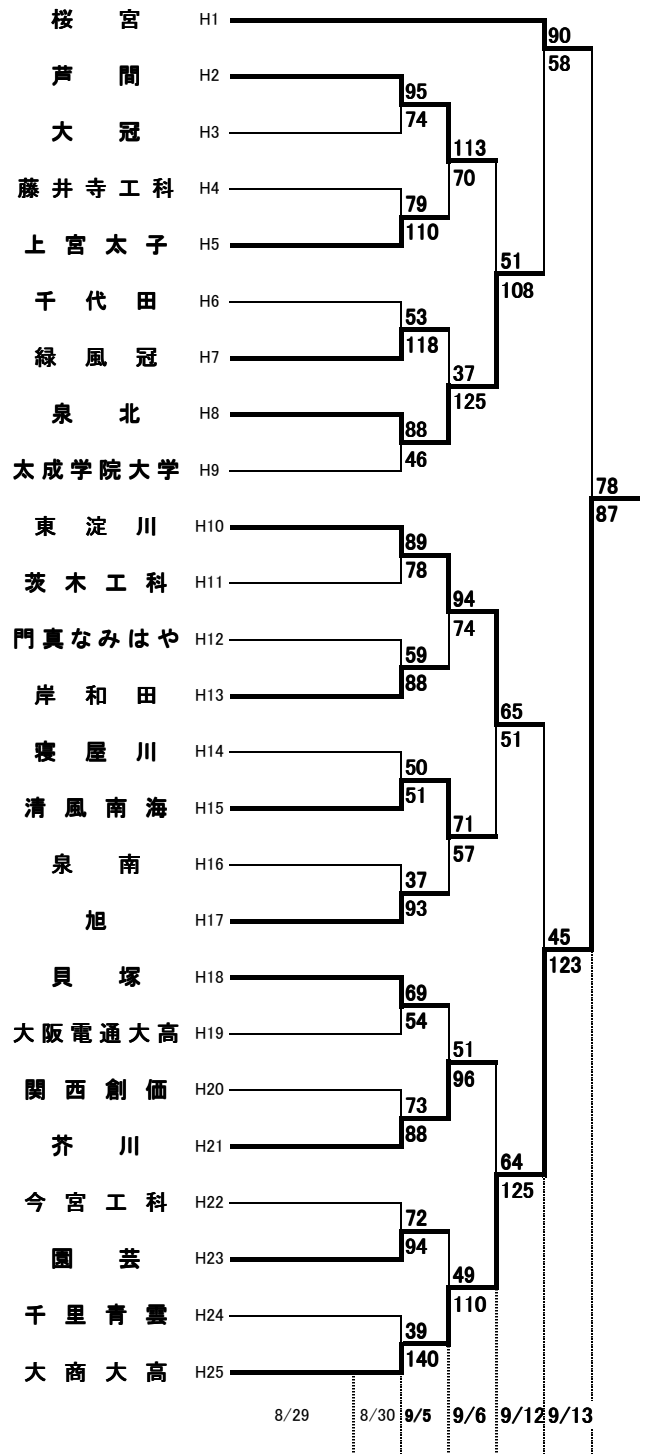 桜宮 H1
90
58
芦間 H2
95
74
大冠 H3
113
70
藤井寺工科 H4
79
110
上宮太子 H5
51
108
千代田 H6
53
118
緑風冠 H7
37
125
泉北 H8
88
46
太成学院大学 H9
78
87
東淀川 H10
89
78
茨木工科 H11
94
74
門真なみはや H12
59
88
岸和田 H13
65
51
寝屋川 H14
50
51
清風南海 H15
71
57
泉南 H16
37
93
旭 H17
45
123
貝塚 H18
69
54
大阪電通大高 H19
51
96
関西創価 H20
73
88
芥川 H21
64
125
今宮工科 H22
72
94
園芸 H23
49
110
千里青雲 H24
39
140
大商大高 H25
8/29 8/30 9/5 9/6 9/12 9/13